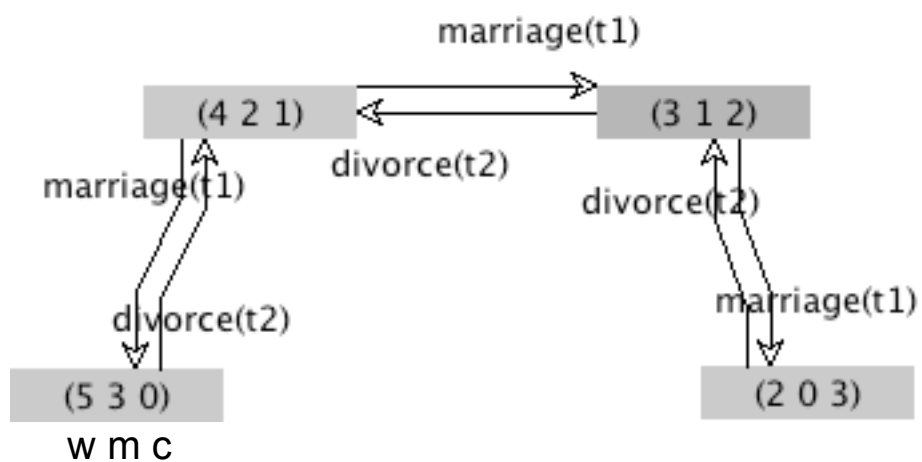 marriage(t1)
(4 2 1)
(3 1 2)
divorce(t2)
marriage(t1)
divorce(t2)
divorce(t2)
marriage(t1)
(5 3 0)
(2 0 3)
w m c